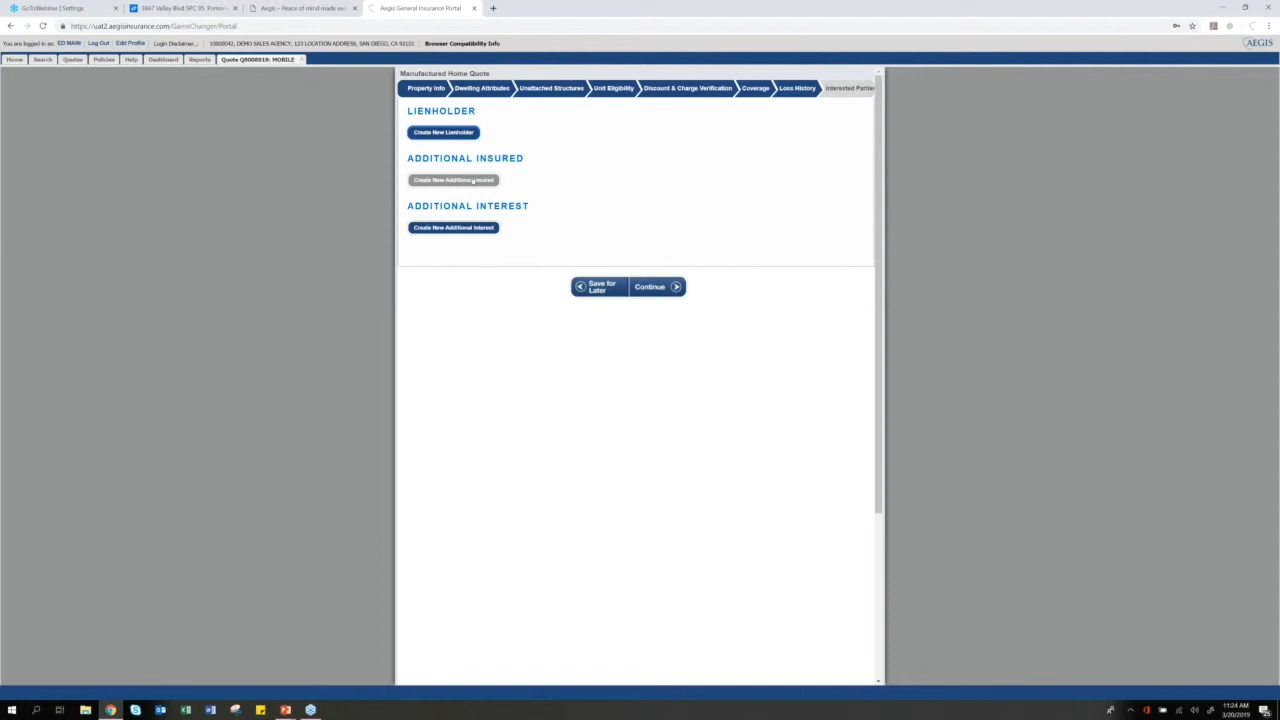 GoToWebinar | Settings
3667 Valley Blvd SPC 95. Pomon
Aegis – Peace of mind made eas
Aegis General Insurance Portal
https://uat2.aegisinsurance.com/GameChanger/Portal
You are logged in as: ED MAIN Log Out Edit Profile Login Disclaimer... 10000042, DEMO SALES AGENCY, 123 LOCATION ADDRESS, SAN DIEGO, CA 92101 Browser Compatibility Info
AEGIS
Home Search Quotes Policies Help Dashboard Reports Quote Q8008919: MOBILE
Manufactured Home Quote
Property Info Dwelling Attributes Unattached Structures Unit Eligibility Discount & Charge Verification Coverage Loss History Interested Partie
LIENHOLDER
Create New Lienholder
ADDITIONAL INSURED
Create New Additional Insured
ADDITIONAL INTEREST
Create New Additional Interest
Save for
Later
Continue
11:24 AM
3/20/2019